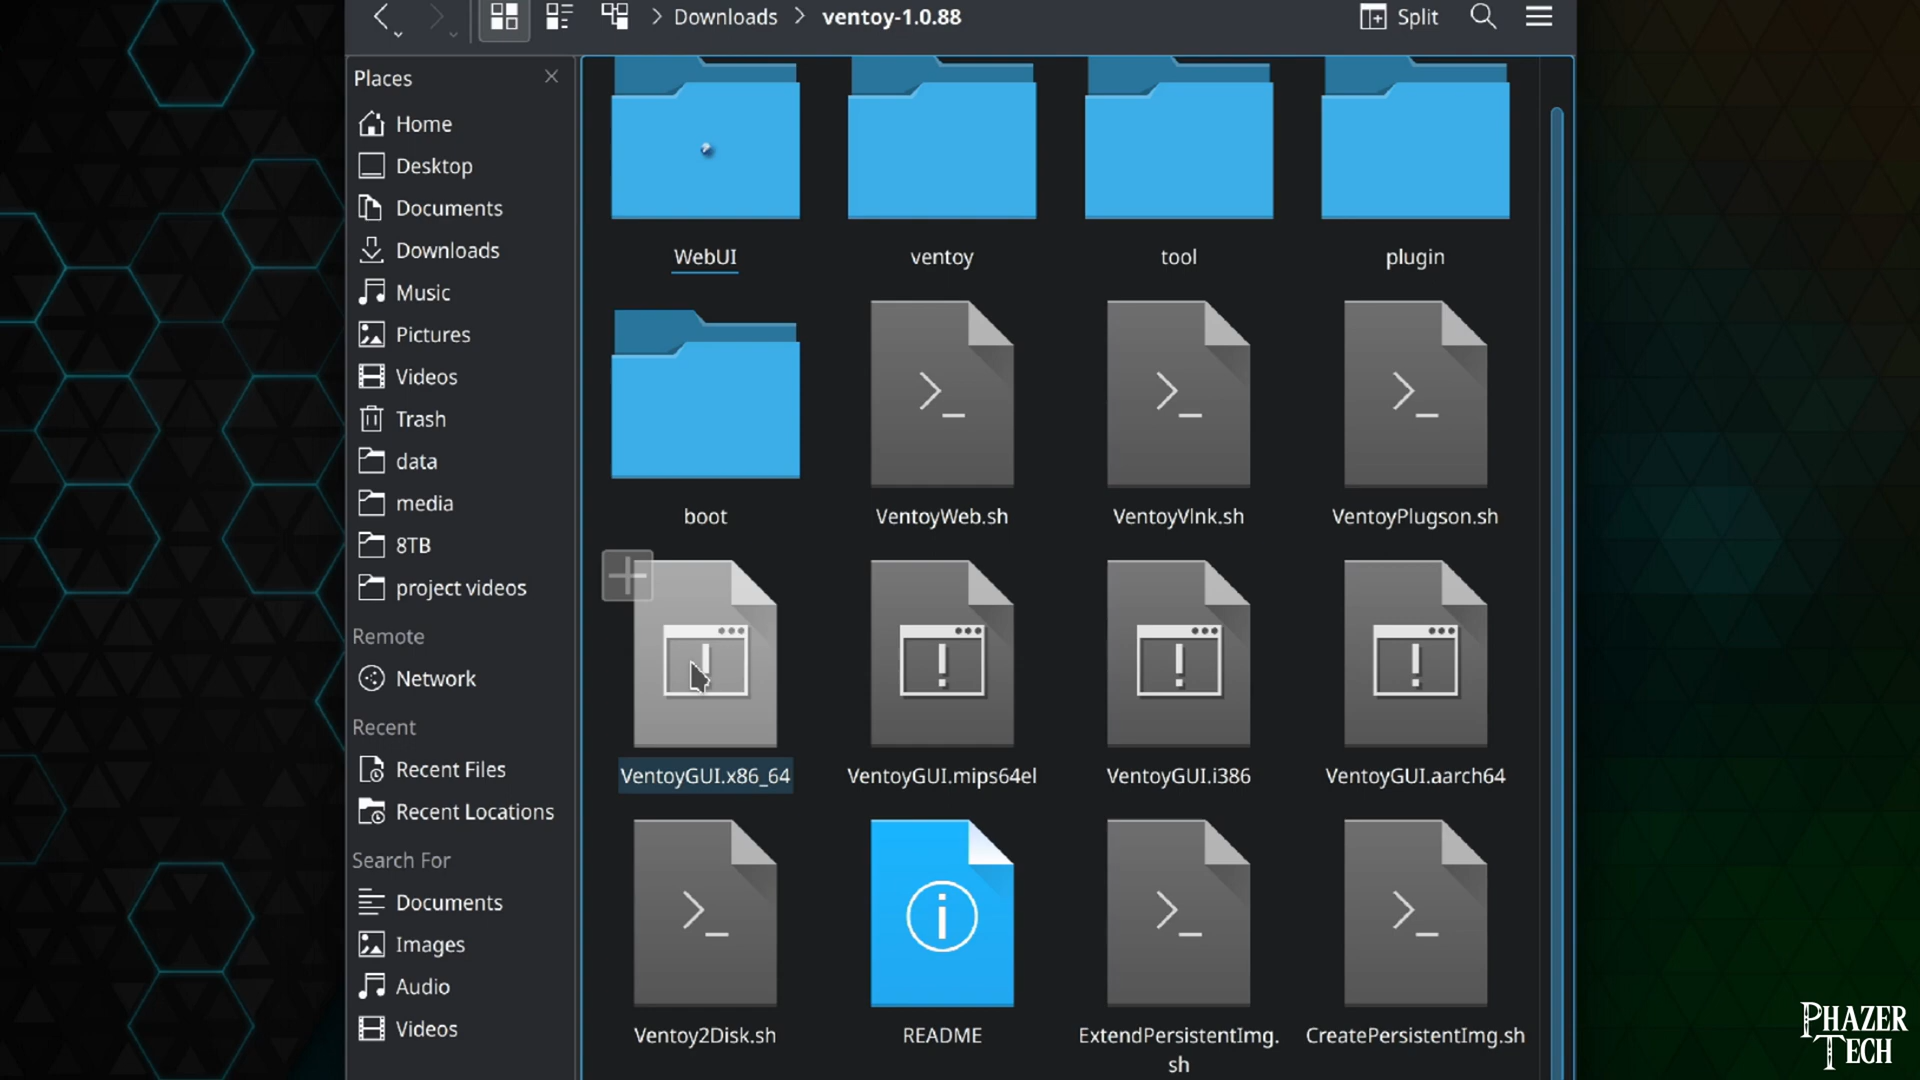 Downloads
ventoy-1.0.88
Split
Places
Home
Desktop
Documents
Downloads
Music
Pictures
Videos
Trash
data
media
8TB
project videos
Remote
Network
Recent
Recent Files
Recent Locations
Search For
Documents
Images
Audio
Videos
WebUI
ventoy
tool
plugin
boot
VentoyWeb.sh
VentoyVlnk.sh
VentoyPlugson.sh
VentoyGUI.x86_64
VentoyGUI.mips64el
VentoyGUI.i386
VentoyGUI.aarch64
Ventoy2Disk.sh
README
ExtendPersistentImg.
sh
CreatePersistentImg.sh
PHAZER
TECH